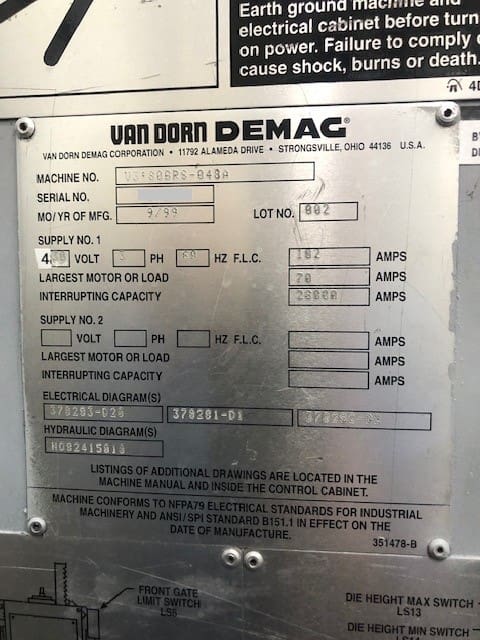 Earth ground machine and
electrical cabinet before turn
on power. Failure to comply
cause shock, burns or death.
VAN DORN DEMAG®
VAN DORN DEMAG CORPORATION • 11792 ALAMEDA DRIVE • STRONGSVILLE, OHIO 44136 U.S.A.
MACHINE NO.
SERIAL NO.
MO/YR OF MFG. 9/99 LOT NO. 002
SUPPLY NO. 1
VOLT 3 PH 60 HZ F.L.C. 102 AMPS
LARGEST MOTOR OR LOAD 70 AMPS
INTERRUPTING CAPACITY AMPS
SUPPLY NO. 2
VOLT PH HZ F.L.C. AMPS
LARGEST MOTOR OR LOAD AMPS
INTERRUPTING CAPACITY AMPS
ELECTRICAL DIAGRAM(S)
378281-D1
HYDRAULIC DIAGRAM(S)
LISTINGS OF ADDITIONAL DRAWINGS ARE LOCATED IN THE
MACHINE MANUAL AND INSIDE THE CONTROL CABINET.
MACHINE CONFORMS TO NFPA79 ELECTRICAL STANDARDS FOR INDUSTRIAL
MACHINERY AND ANSI/SPI STANDARD B151.1 IN EFFECT ON THE
DATE OF MANUFACTURE.
351478-B
FRONT GATE
LIMIT SWITCH
LS6
DIE HEIGHT MAX SWITCH
LS13
DIE HEIGHT MIN SWITCH